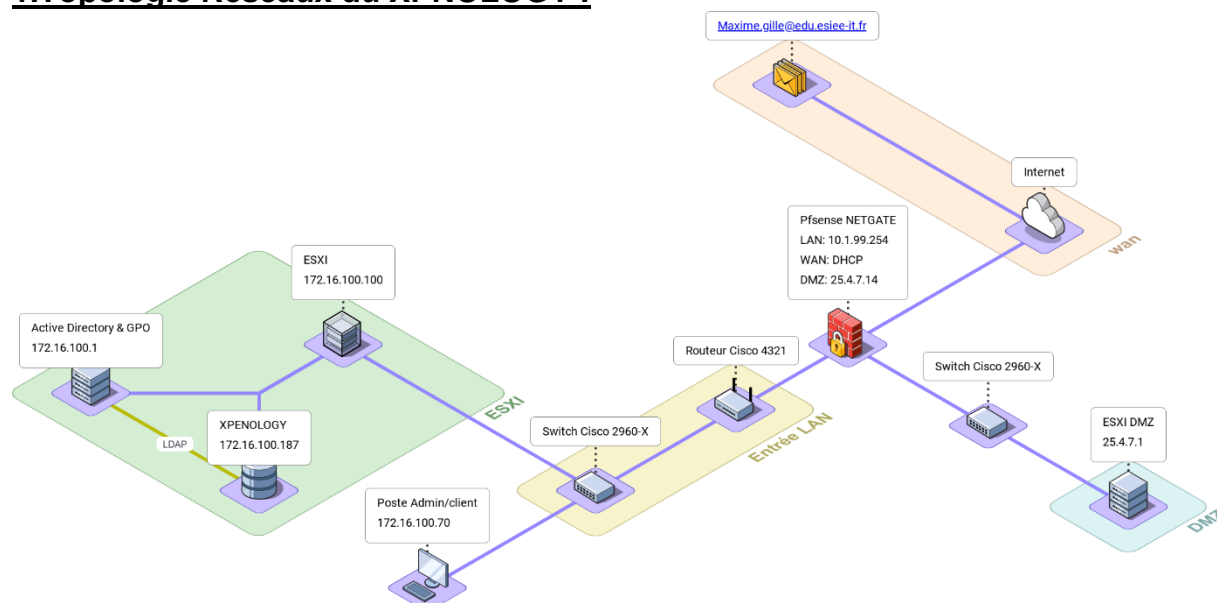 Maxime.gille@edu.esiee-it.fr
Internet
wan
Pfsense NETGATE
LAN: 10.1.99.254
WAN: DHCP
DMZ: 25.4.7.14
ESXI
172.16.100.100
Active Directory & GPO
172.16.100.1
Routeur Cisco 4321
Switch Cisco 2960-X
ESXI
XPENOLOGY
172.16.100.187
LDAP
Switch Cisco 2960-X
Entrée LAN
ESXI DMZ
25.4.7.1
Poste Admin/client
172.16.100.70
DMZ